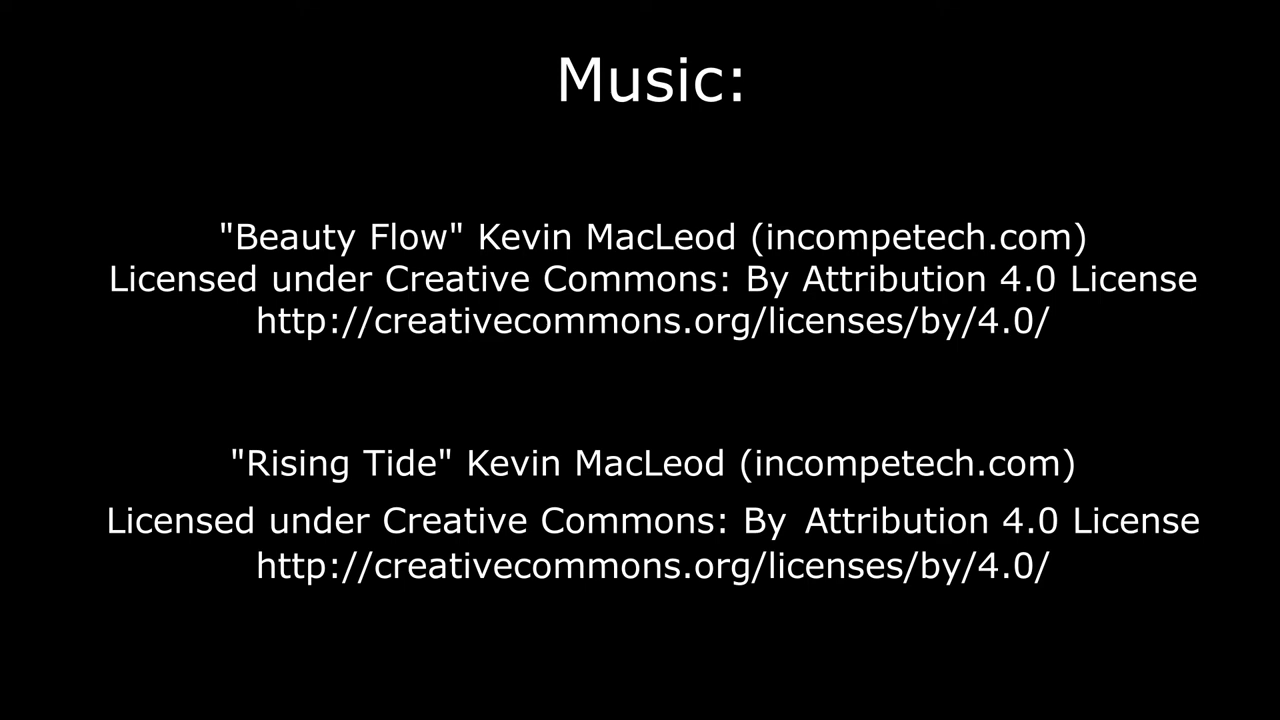 Music:
"Beauty Flow" Kevin MacLeod (incompetech.com)
Licensed under Creative Commons: By Attribution 4.0 License
http://creativecommons.org/licenses/by/4.0/
"Rising Tide" Kevin MacLeod (incompetech.com)
Licensed under Creative Commons: By Attribution 4.0 License
http://creativecommons.org/licenses/by/4.0/